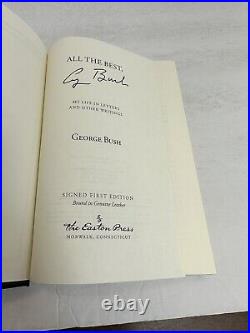 ALL THE BEST,
G Bush
MY LIFE IN LETTERS
AND OTHER WRITINGS
GEORGE BUSH
SIGNED FIRST EDITION
Bound in Genuine Leather
The Easton Press
NORWALK, CONNECTICUT